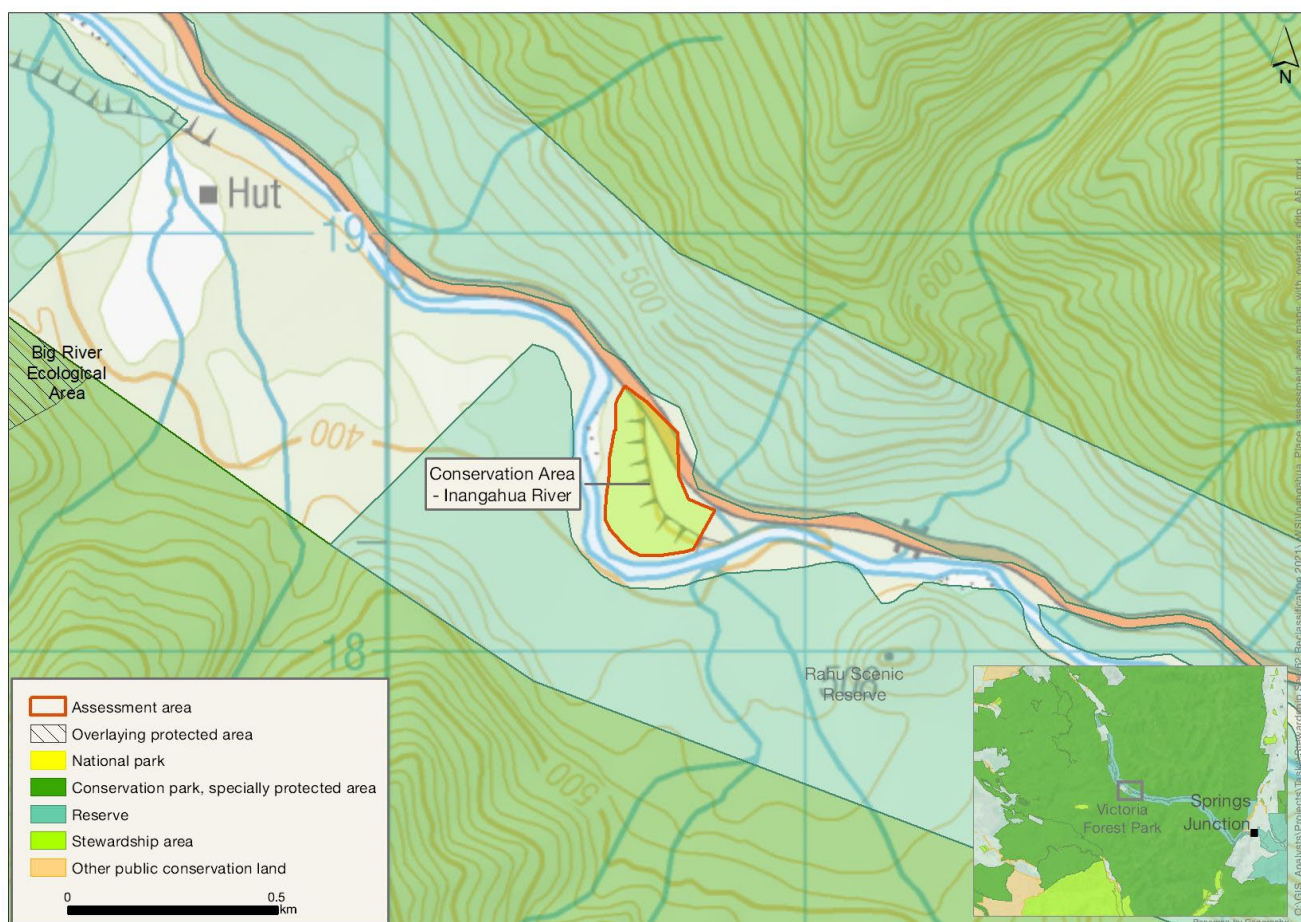 N
Hut
19
500
600
Big River
Ecological
Area
400
Conservation Area
- Inangahua River
18
Rahu Scenic
Reserve
508
500
Assessment area
Overlaying protected area
National park
Conservation park, specially protected area
Reserve
Stewardship area
Other public conservation land
0
0.5
km
Springs
Junction
Victoria
Forest Park